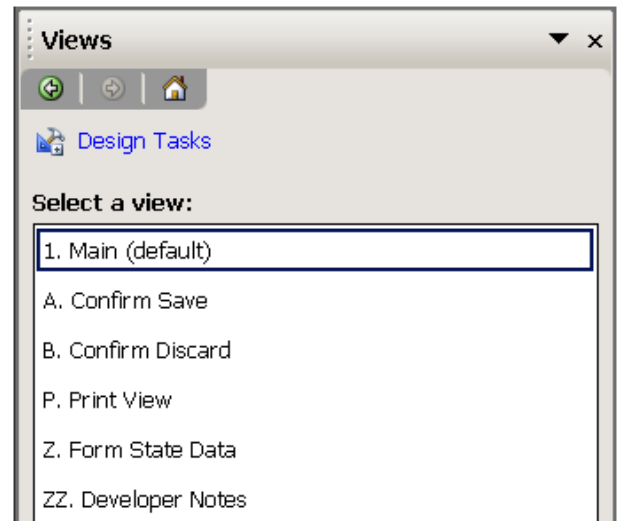 Views
Design Tasks
Select a view:
1. Main (default)
A. Confirm Save
B. Confirm Discard
P. Print View
Z. Form State Data
ZZ. Developer Notes